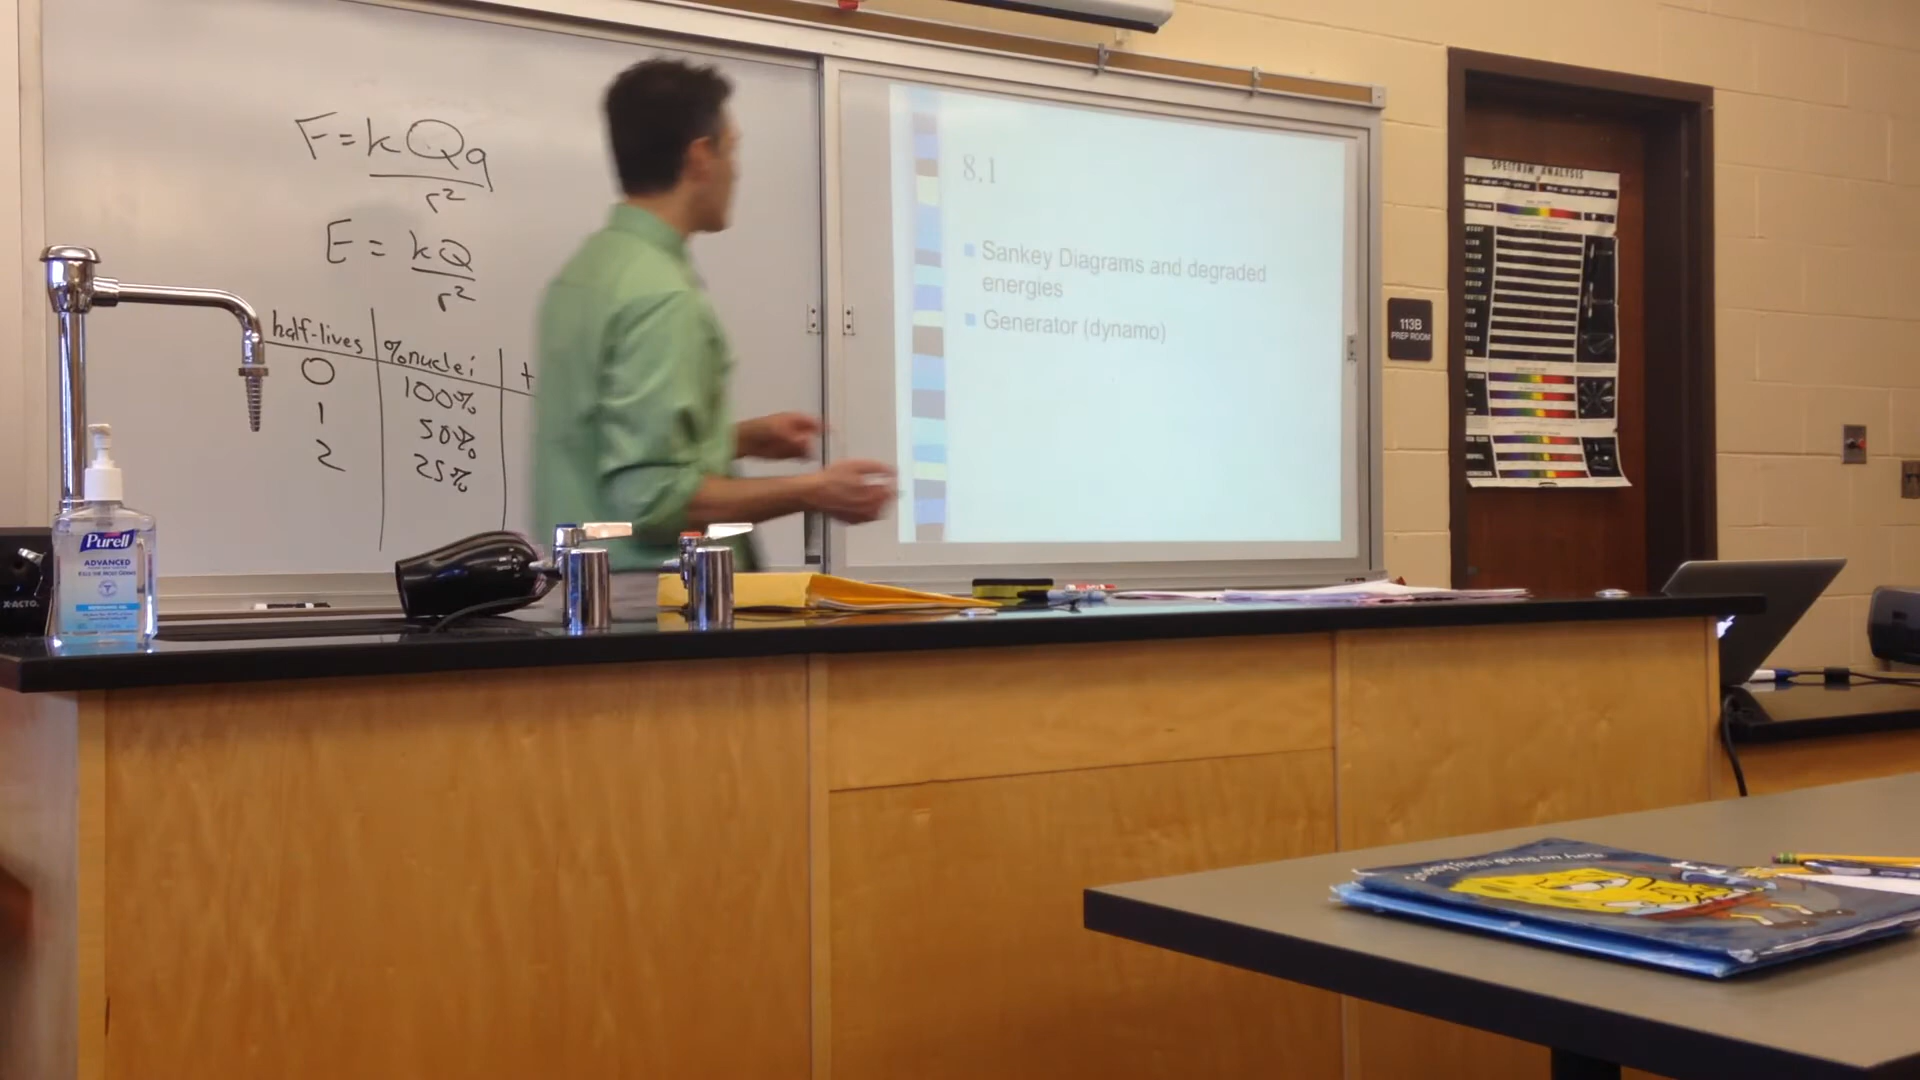 F = kQq
r²
E = kQ
r²
half-lives %nuclei t
0 100%
1 50%
2 25%
8.1
Sankey Diagrams and degraded
energies
Generator (dynamo)
SPECTRUM ANALYSIS
113B
PREP ROOM
Purell
ADVANCED
X-ACTO